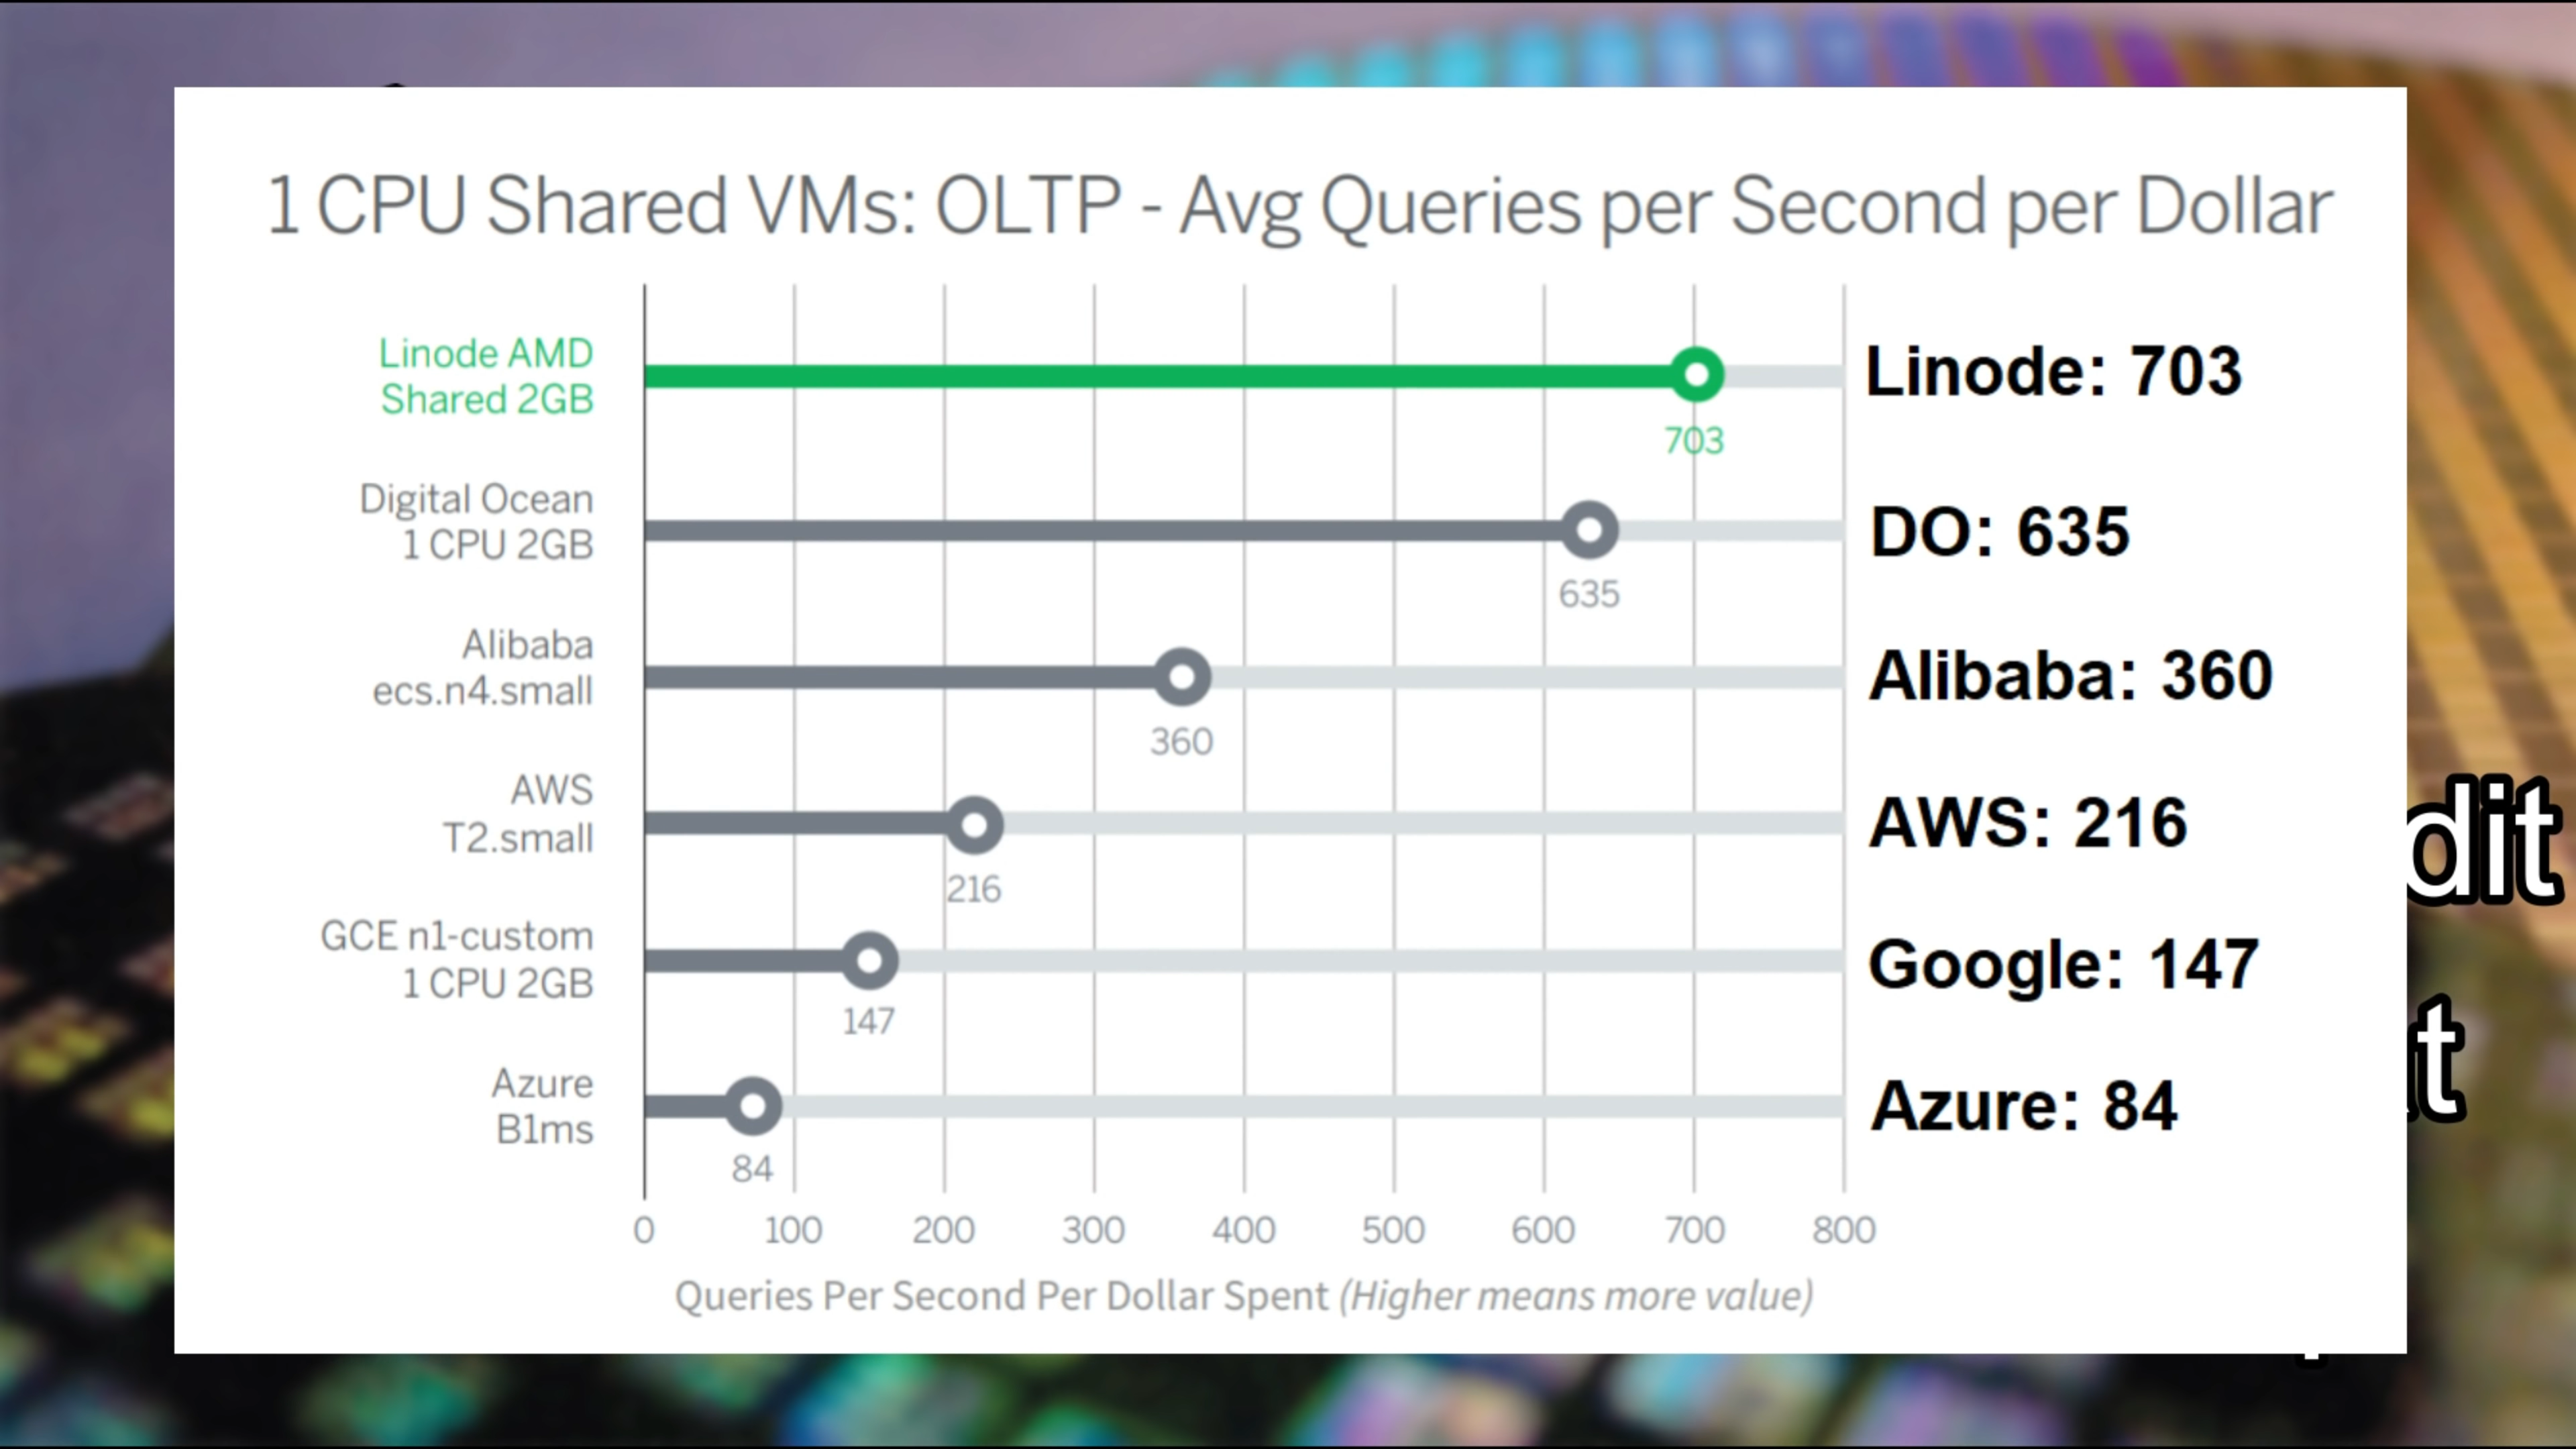 1 CPU Shared VMs: OLTP - Avg Queries per Second per Dollar
Linode AMD
Shared 2GB
703
Linode: 703
Digital Ocean
1 CPU 2GB
635
DO: 635
Alibaba
ecs.n4.small
360
Alibaba: 360
AWS
T2.small
216
AWS: 216
GCE n1-custom
1 CPU 2GB
147
Google: 147
Azure
B1ms
84
Azure: 84
0 100 200 300 400 500 600 700 800
Queries Per Second Per Dollar Spent (Higher means more value)